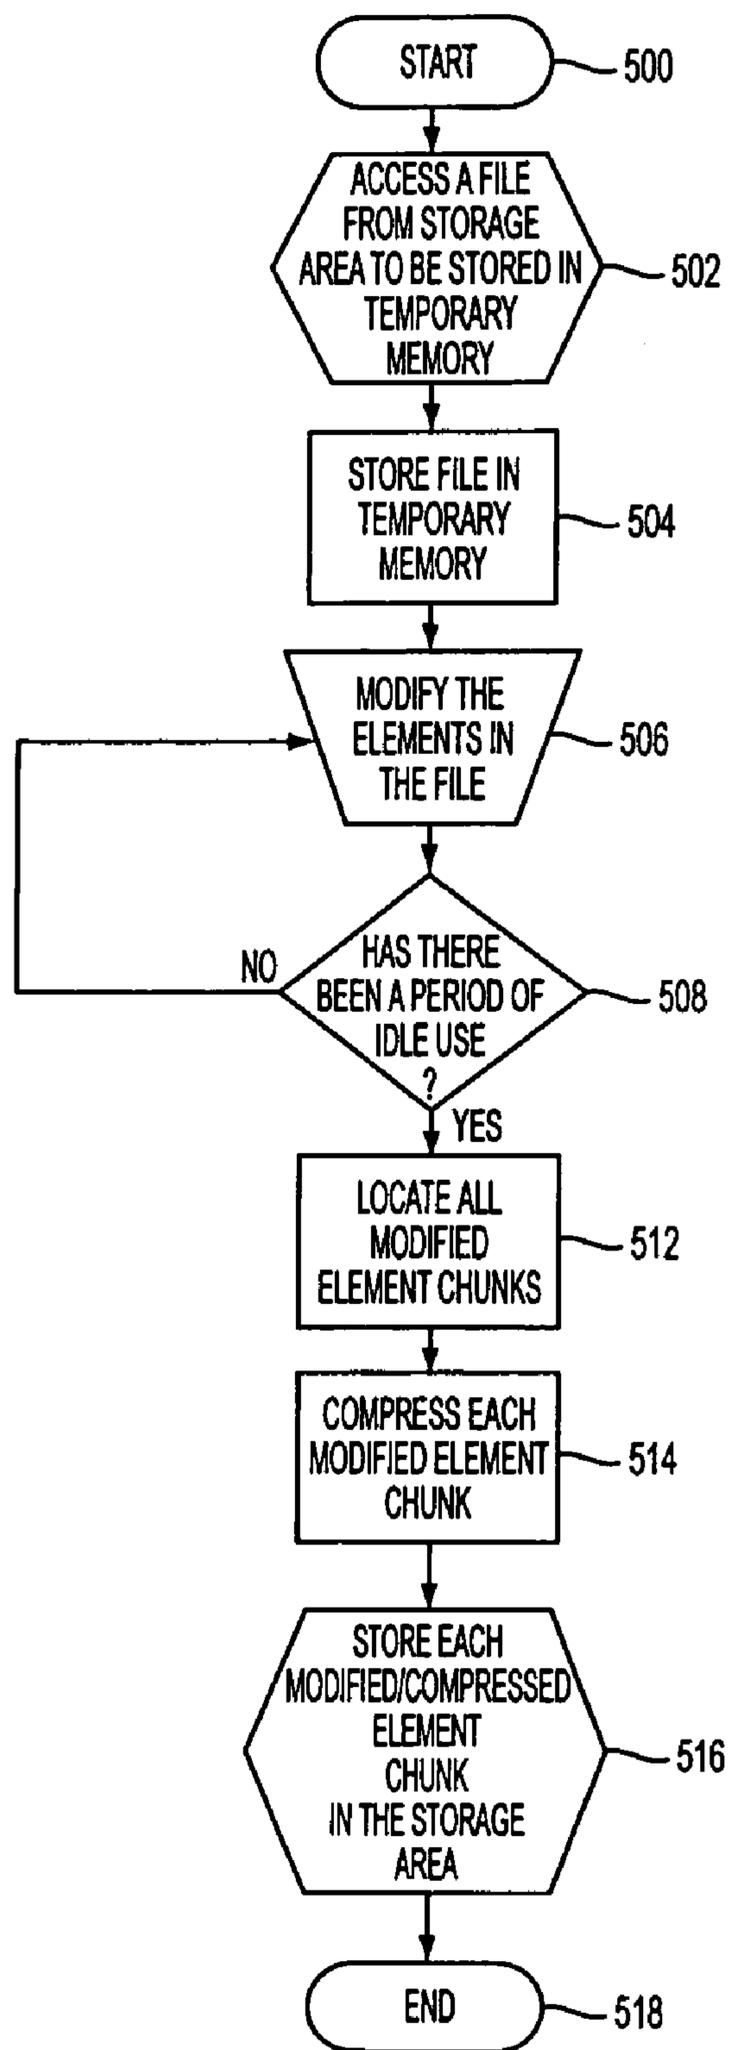 START
500
ACCESS A FILE
FROM STORAGE
AREA TO BE STORED IN
TEMPORARY
MEMORY
502
STORE FILE IN
TEMPORARY
MEMORY
504
MODIFY THE
ELEMENTS IN
THE FILE
506
HAS THERE
BEEN A PERIOD OF
IDLE USE
?
508
NO
YES
LOCATE ALL
MODIFIED
ELEMENT CHUNKS
512
COMPRESS EACH
MODIFIED ELEMENT
CHUNK
514
STORE EACH
MODIFIED/COMPRESSED
ELEMENT
CHUNK
IN THE STORAGE
AREA
516
END
518